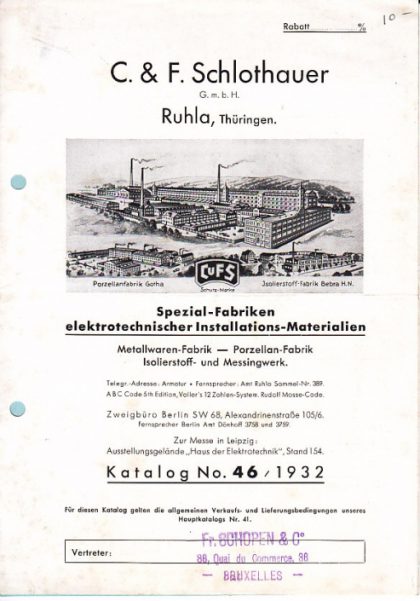 Rabatt %
10 -
C. & F. Schlothauer
G. m. b. H.
Ruhla, Thüringen.
CUFS
Porzellanfabrik Gotha
Schutz-Marke
Isolierstoff-Fabrik Bebra H.N.
Spezial-Fabriken
elektrotechnischer Installations-Materialien
Metallwaren-Fabrik — Porzellan-Fabrik
Isolierstoff- und Messingwerk.
Telegr.-Adresse: Armatur • Fernsprecher: Amt Ruhla Sammel-Nr. 389.
A B C Code 5th Edition, Voller's 12 Zahlen-System. Rudolf Mosse-Code.
Zweigbüro Berlin SW 68, Alexandrinenstraße 105/6.
Fernsprecher Berlin Amt Dönhoff 3758 und 3759.
Zur Messe in Leipzig:
Ausstellungsgelände „Haus der Elektrotechnik", Stand 154.
Katalog No. 46 / 1932
Für diesen Katalog gelten die allgemeinen Verkaufs- und Lieferungsbedingungen unseres
Hauptkatalogs Nr. 41.
Fr. SCHOPEN & C°
Vertreter:
88, Quai du Commerce, 88
— BRUXELLES —